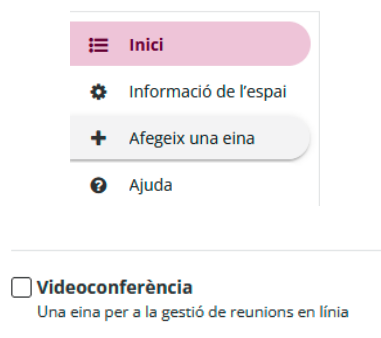 Inici
Informació de l'espai
Afegeix una eina
Ajuda
Videoconferència
Una eina per a la gestió de reunions en línia